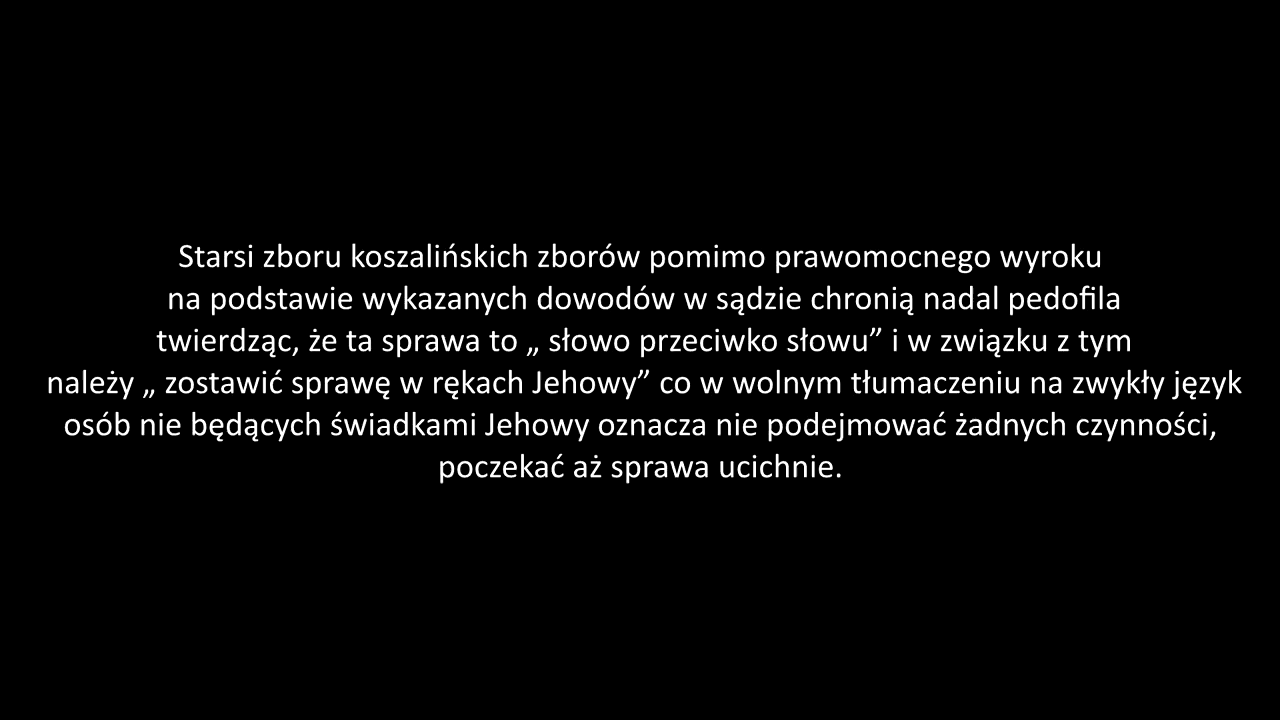 Starsi zboru koszalińskich zborów pomimo prawomocnego wyroku
na podstawie wykazanych dowodów w sądzie chronią nadal pedofila
twierdząc, że ta sprawa to „ słowo przeciwko słowu” i w związku z tym
należy „ zostawić sprawę w rękach Jehowy” co w wolnym tłumaczeniu na zwykły język
osób nie będących świadkami Jehowy oznacza nie podejmować żadnych czynności,
poczekać aż sprawa ucichnie.